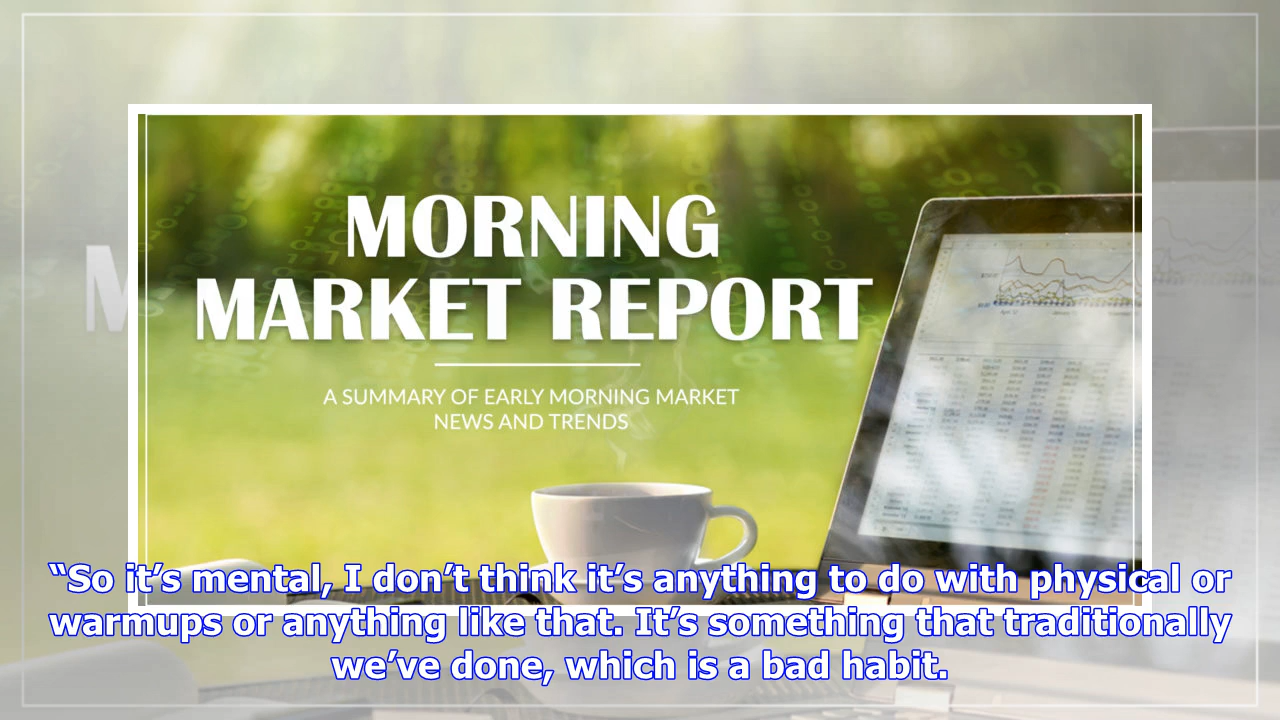 MORNING
MARKET REPORT
A SUMMARY OF EARLY MORNING MARKET
NEWS AND TRENDS
“So it’s mental, I don’t think it’s anything to do with physical or
warmups or anything like that. It’s something that traditionally
we’ve done, which is a bad habit.